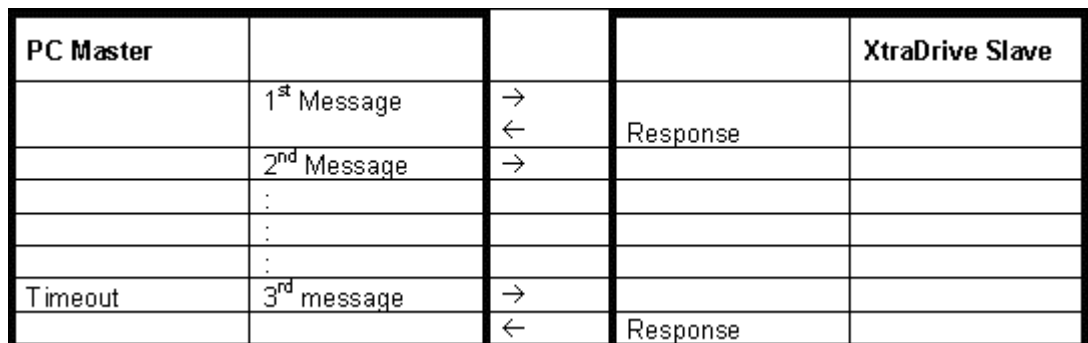 PC Master XtraDrive Slave
1st Message →
← Response
2nd Message →
:
:
:
Timeout 3rd message →
← Response